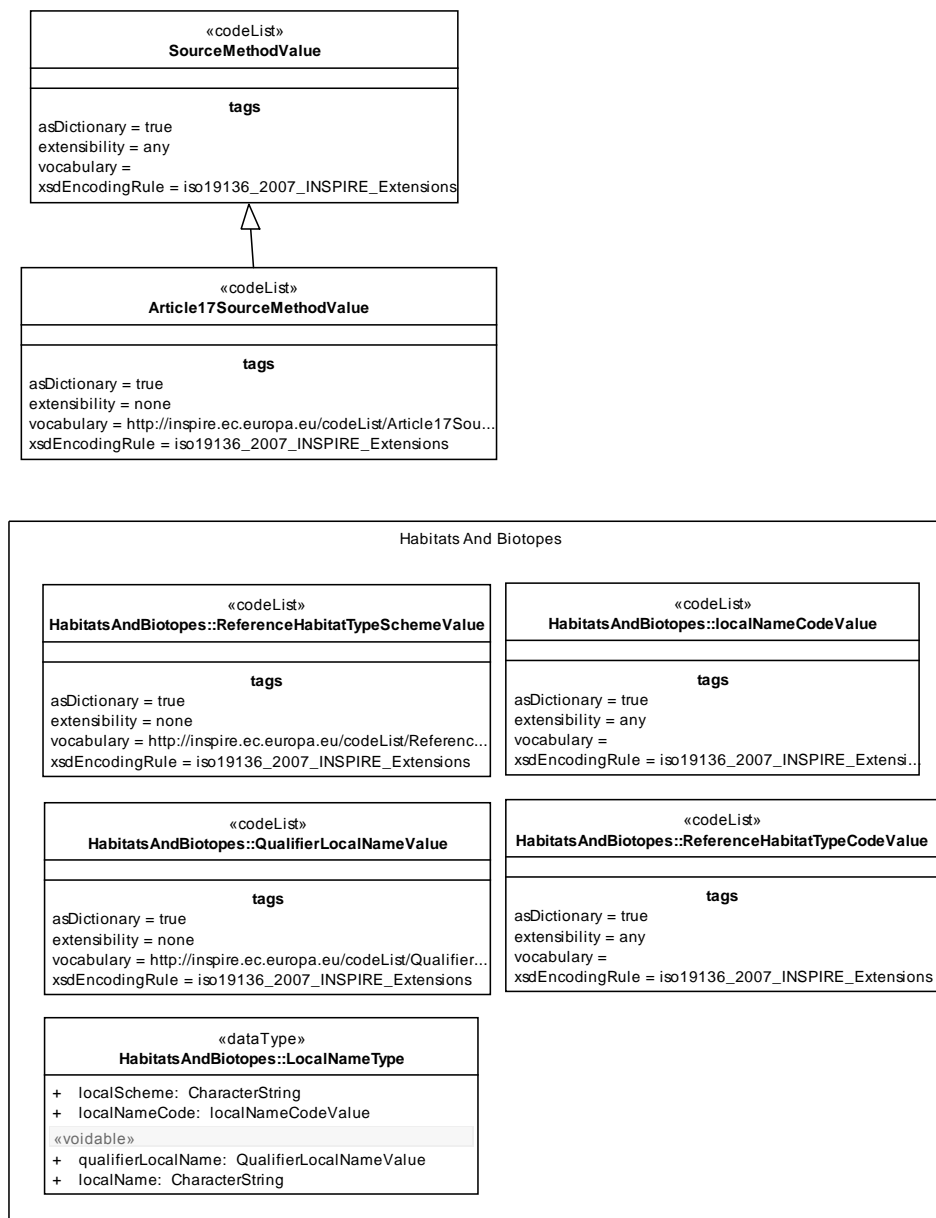 «codeList»
SourceMethodValue
tags
asDictionary = true
extensibility = any
vocabulary =
xsdEncodingRule = iso19136_2007_INSPIRE_Extensions
«codeList»
Article17SourceMethodValue
tags
asDictionary = true
extensibility = none
vocabulary = http://inspire.ec.europa.eu/codeList/Article17Sou...
xsdEncodingRule = iso19136_2007_INSPIRE_Extensions
Habitats And Biotopes
«codeList»
HabitatsAndBiotopes::ReferenceHabitatTypeSchemeValue
tags
asDictionary = true
extensibility = none
vocabulary = http://inspire.ec.europa.eu/codeList/Referenc...
xsdEncodingRule = iso19136_2007_INSPIRE_Extensions
«codeList»
HabitatsAndBiotopes::localNameCodeValue
tags
asDictionary = true
extensibility = any
vocabulary =
xsdEncodingRule = iso19136_2007_INSPIRE_Extensi...
«codeList»
HabitatsAndBiotopes::QualifierLocalNameValue
tags
asDictionary = true
extensibility = none
vocabulary = http://inspire.ec.europa.eu/codeList/Qualifier...
xsdEncodingRule = iso19136_2007_INSPIRE_Extensions
«codeList»
HabitatsAndBiotopes::ReferenceHabitatTypeCodeValue
tags
asDictionary = true
extensibility = any
vocabulary =
xsdEncodingRule = iso19136_2007_INSPIRE_Extensions
«dataType»
HabitatsAndBiotopes::LocalNameType
+ localScheme: CharacterString
+ localNameCode: localNameCodeValue
«voidable»
+ qualifierLocalName: QualifierLocalNameValue
+ localName: CharacterString